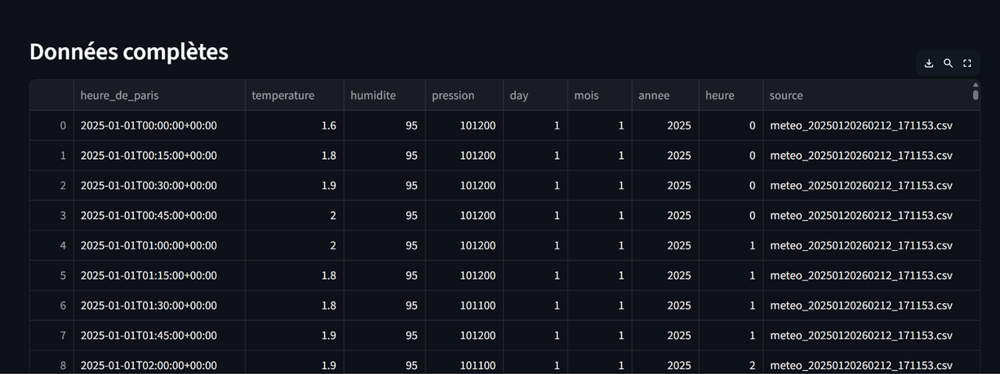 Données complètes
heure_de_paris temperature humidite pression day mois annee heure source
0 2025-01-01T00:00:00+00:00 1.6 95 101200 1 1 2025 0 meteo_20250120260212_171153.csv
1 2025-01-01T00:15:00+00:00 1.8 95 101200 1 1 2025 0 meteo_20250120260212_171153.csv
2 2025-01-01T00:30:00+00:00 1.9 95 101200 1 1 2025 0 meteo_20250120260212_171153.csv
3 2025-01-01T00:45:00+00:00 2 95 101200 1 1 2025 0 meteo_20250120260212_171153.csv
4 2025-01-01T01:00:00+00:00 2 95 101200 1 1 2025 1 meteo_20250120260212_171153.csv
5 2025-01-01T01:15:00+00:00 1.8 95 101200 1 1 2025 1 meteo_20250120260212_171153.csv
6 2025-01-01T01:30:00+00:00 1.8 95 101100 1 1 2025 1 meteo_20250120260212_171153.csv
7 2025-01-01T01:45:00+00:00 1.9 95 101200 1 1 2025 1 meteo_20250120260212_171153.csv
8 2025-01-01T02:00:00+00:00 1.9 95 101100 1 1 2025 2 meteo_20250120260212_171153.csv